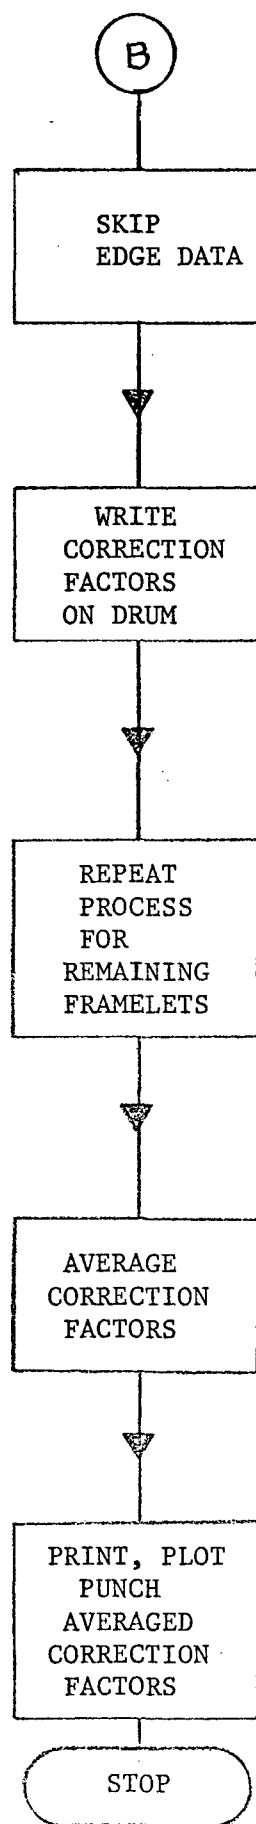 B
SKIP
EDGE DATA
WRITE
CORRECTION
FACTORS
ON DRUM
REPEAT
PROCESS
FOR
REMAINING
FRAMELETS
AVERAGE
CORRECTION
FACTORS
PRINT, PLOT
PUNCH
AVERAGED
CORRECTION
FACTORS
STOP